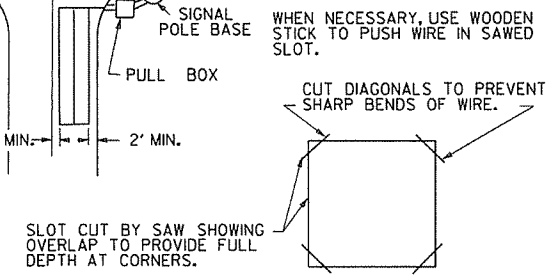 SIGNAL
POLE BASE
PULL BOX
MIN.
2' MIN.
WHEN NECESSARY, USE WOODEN
STICK TO PUSH WIRE IN SAWED
SLOT.
CUT DIAGONALS TO PREVENT
SHARP BENDS OF WIRE.
SLOT CUT BY SAW SHOWING
OVERLAP TO PROVIDE FULL
DEPTH AT CORNERS.